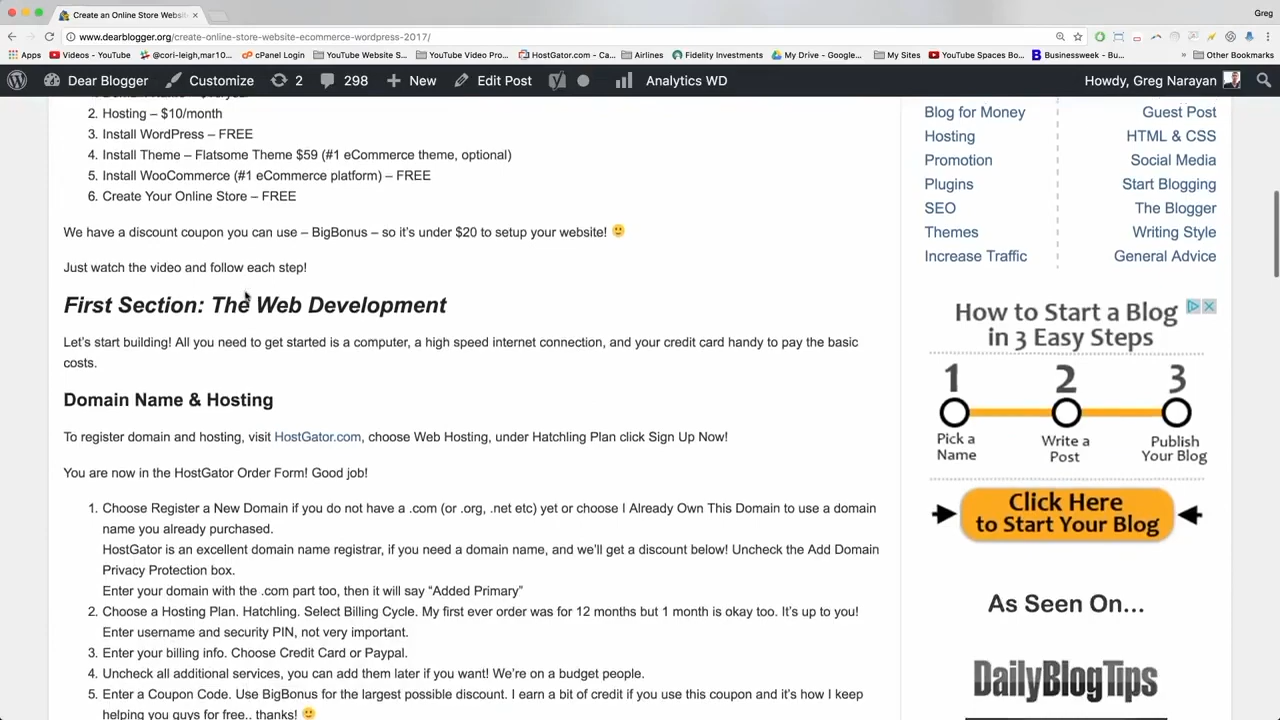 Create an Online Store Websit
Greg
www.dearblogger.org/create-online-store-website-ecommerce-wordpress-2017/
Apps
Videos - YouTube
@cori-leigh,mar10...
cPanel Login
YouTube Website S...
YouTube Video Pro...
HostGator.com - Ca...
Airlines
Fidelity Investments
My Drive - Google...
My Sites
YouTube Spaces Bo...
Businessweek - Bu...
Other Bookmarks
Dear Blogger
Customize
2
298
New
Edit Post
Analytics WD
Howdy, Greg Narayan
2. Hosting – $10/month
3. Install WordPress – FREE
4. Install Theme – Flatsome Theme $59 (#1 eCommerce theme, optional)
5. Install WooCommerce (#1 eCommerce platform) – FREE
6. Create Your Online Store – FREE
We have a discount coupon you can use – BigBonus – so it's under $20 to setup your website!
Just watch the video and follow each step!
First Section: The Web Development
Let's start building! All you need to get started is a computer, a high speed internet connection, and your credit card handy to pay the basic
costs.
Domain Name & Hosting
To register domain and hosting, visit HostGator.com, choose Web Hosting, under Hatchling Plan click Sign Up Now!
You are now in the HostGator Order Form! Good job!
1. Choose Register a New Domain if you do not have a .com (or .org, .net etc) yet or choose I Already Own This Domain to use a domain
name you already purchased.
HostGator is an excellent domain name registrar, if you need a domain name, and we'll get a discount below! Uncheck the Add Domain
Privacy Protection box.
Enter your domain with the .com part too, then it will say “Added Primary”
2. Choose a Hosting Plan. Hatchling. Select Billing Cycle. My first ever order was for 12 months but 1 month is okay too. It's up to you!
Enter username and security PIN, not very important.
3. Enter your billing info. Choose Credit Card or Paypal.
4. Uncheck all additional services, you can add them later if you want! We're on a budget people.
5. Enter a Coupon Code. Use BigBonus for the largest possible discount. I earn a bit of credit if you use this coupon and it's how I keep
helping you guys for free.. thanks!
Blog for Money
Guest Post
Hosting
HTML & CSS
Promotion
Social Media
Plugins
Start Blogging
SEO
The Blogger
Themes
Writing Style
Increase Traffic
General Advice
How to Start a Blog
in 3 Easy Steps
1 2 3
Pick a
Name
Write a
Post
Publish
Your Blog
Click Here
to Start Your Blog
As Seen On...
DailyBlogTips